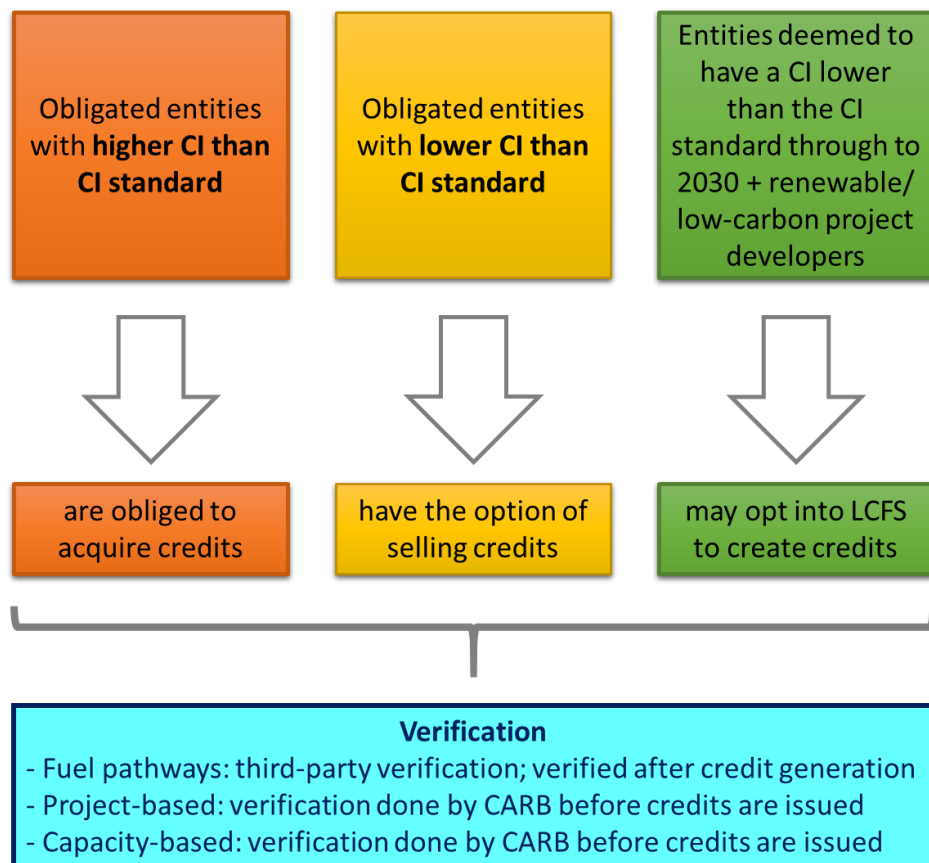 Obligated entities
with higher CI than
CI standard
Obligated entities
with lower CI than
CI standard
Entities deemed to
have a CI lower
than the CI
standard through to
2030 + renewable/
low-carbon project
developers
are obliged to
acquire credits
have the option of
selling credits
may opt into LCFS
to create credits
Verification
- Fuel pathways: third-party verification; verified after credit generation
- Project-based: verification done by CARB before credits are issued
- Capacity-based: verification done by CARB before credits are issued